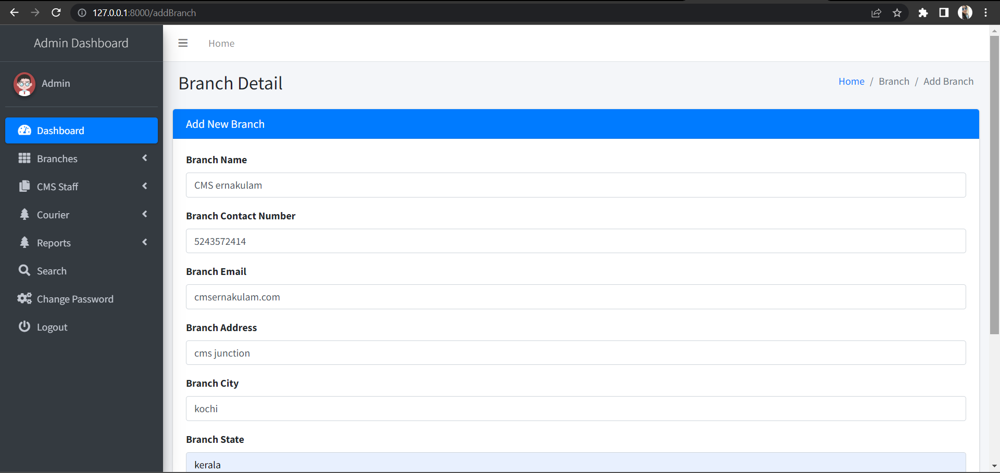 127.0.0.1:8000/addBranch
Admin Dashboard
Home
Admin
Branch Detail
Home / Branch / Add Branch
Dashboard
Branches
CMS Staff
Courier
Reports
Search
Change Password
Logout
Add New Branch
Branch Name
CMS ernakulam
Branch Contact Number
5243572414
Branch Email
cmsernakulam.com
Branch Address
cms junction
Branch City
kochi
Branch State
kerala